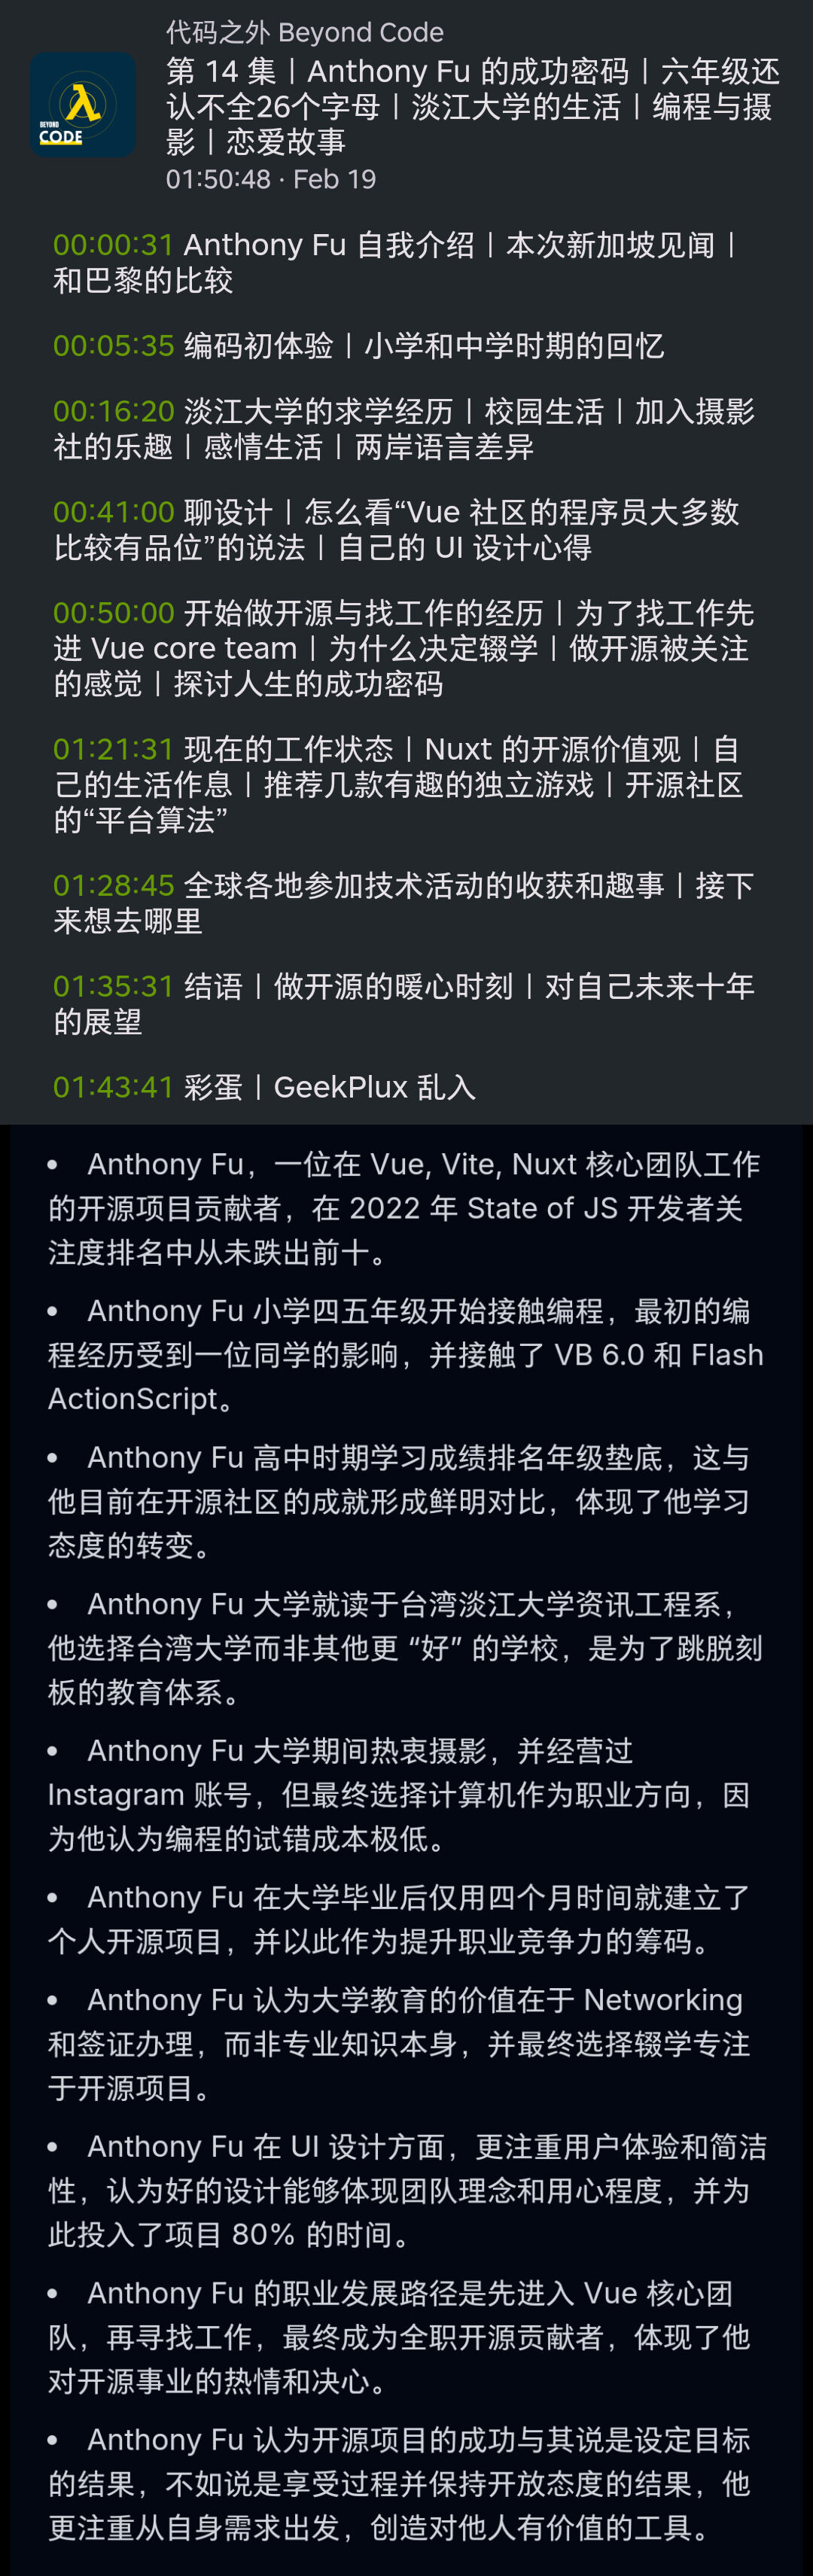 代码之外 Beyond Code
第 14 集｜Anthony Fu 的成功密码｜六年级还
认不全26个字母｜淡江大学的生活｜编程与摄
影｜恋爱故事
01:50:48 · Feb 19
BEYOND
CODE
00:00:31 Anthony Fu 自我介绍｜本次新加坡见闻｜
和巴黎的比较
00:05:35 编码初体验｜小学和中学时期的回忆
00:16:20 淡江大学的求学经历｜校园生活｜加入摄影
社的乐趣｜感情生活｜两岸语言差异
00:41:00 聊设计｜怎么看“Vue 社区的程序员大多数
比较有品位”的说法｜自己的 UI 设计心得
00:50:00 开始做开源与找工作的经历｜为了找工作先
进 Vue core team｜为什么决定辍学｜做开源被关注
的感觉｜探讨人生的成功密码
01:21:31 现在的工作状态｜Nuxt 的开源价值观｜自
己的生活作息｜推荐几款有趣的独立游戏｜开源社区
的“平台算法”
01:28:45 全球各地参加技术活动的收获和趣事｜接下
来想去哪里
01:35:31 结语｜做开源的暖心时刻｜对自己未来十年
的展望
01:43:41 彩蛋｜GeekPlux 乱入
• Anthony Fu，一位在 Vue, Vite, Nuxt 核心团队工作
的开源项目贡献者，在 2022 年 State of JS 开发者关
注度排名中从未跌出前十。
• Anthony Fu 小学四五年级开始接触编程，最初的编
程经历受到一位同学的影响，并接触了 VB 6.0 和 Flash
ActionScript。
• Anthony Fu 高中时期学习成绩排名年级垫底，这与
他目前在开源社区的成就形成鲜明对比，体现了他学习
态度的转变。
• Anthony Fu 大学就读于台湾淡江大学资讯工程系，
他选择台湾大学而非其他更 “好” 的学校，是为了跳脱刻
板的教育体系。
• Anthony Fu 大学期间热衷摄影，并经营过
Instagram 账号，但最终选择计算机作为职业方向，因
为他认为编程的试错成本极低。
• Anthony Fu 在大学毕业后仅用四个月时间就建立了
个人开源项目，并以此作为提升职业竞争力的筹码。
• Anthony Fu 认为大学教育的价值在于 Networking
和签证办理，而非专业知识本身，并最终选择辍学专注
于开源项目。
• Anthony Fu 在 UI 设计方面，更注重用户体验和简洁
性，认为好的设计能够体现团队理念和用心程度，并为
此投入了项目 80% 的时间。
• Anthony Fu 的职业发展路径是先进入 Vue 核心团
队，再寻找工作，最终成为全职开源贡献者，体现了他
对开源事业的热情和决心。
• Anthony Fu 认为开源项目的成功与其说是设定目标
的结果，不如说是享受过程并保持开放态度的结果，他
更注重从自身需求出发，创造对他人有价值的工具。